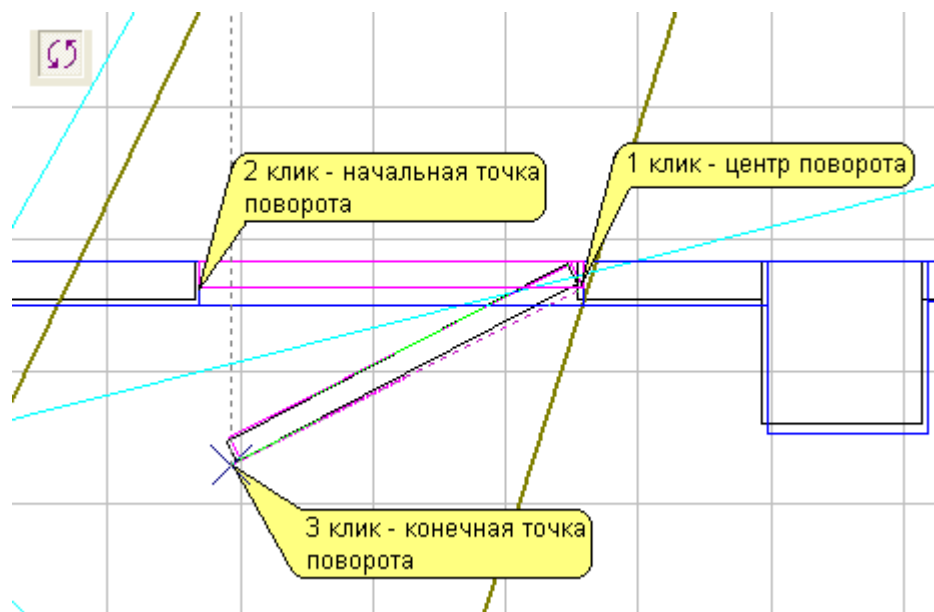 2 клик - начальная точка
поворота
1 клик - центр поворота
3 клик - конечная точка
поворота